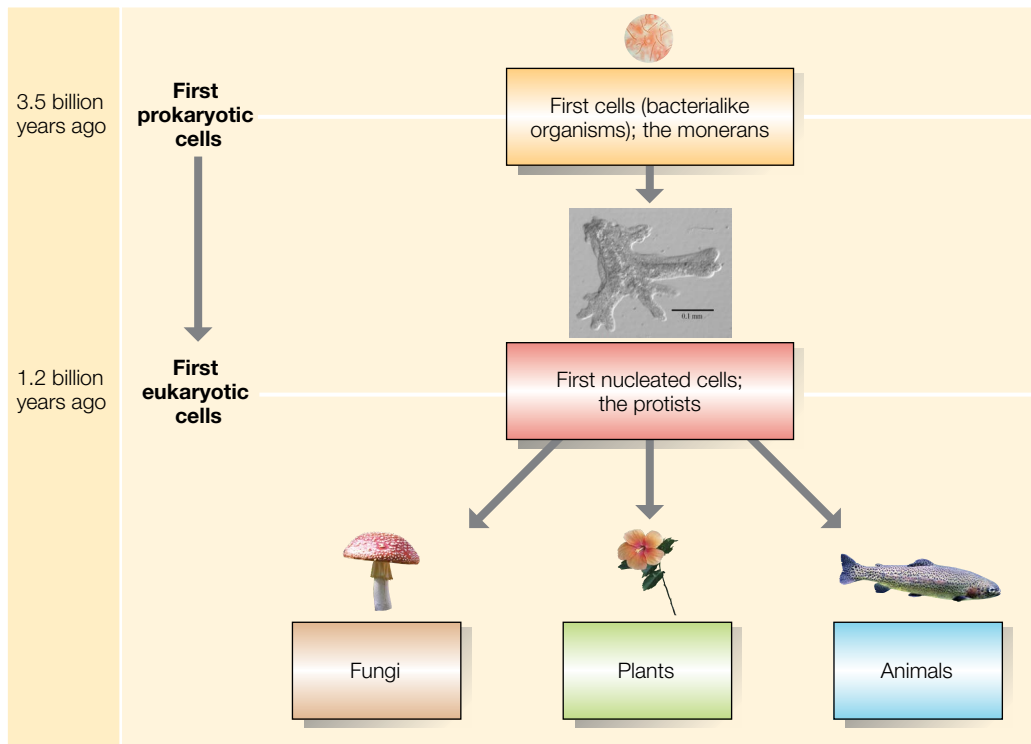 3.5 billion
years ago
First
prokaryotic
cells
First cells (bacterialike
organisms); the monerans
0.1 mm
1.2 billion
years ago
First
eukaryotic
cells
First nucleated cells;
the protists
Fungi
Plants
Animals